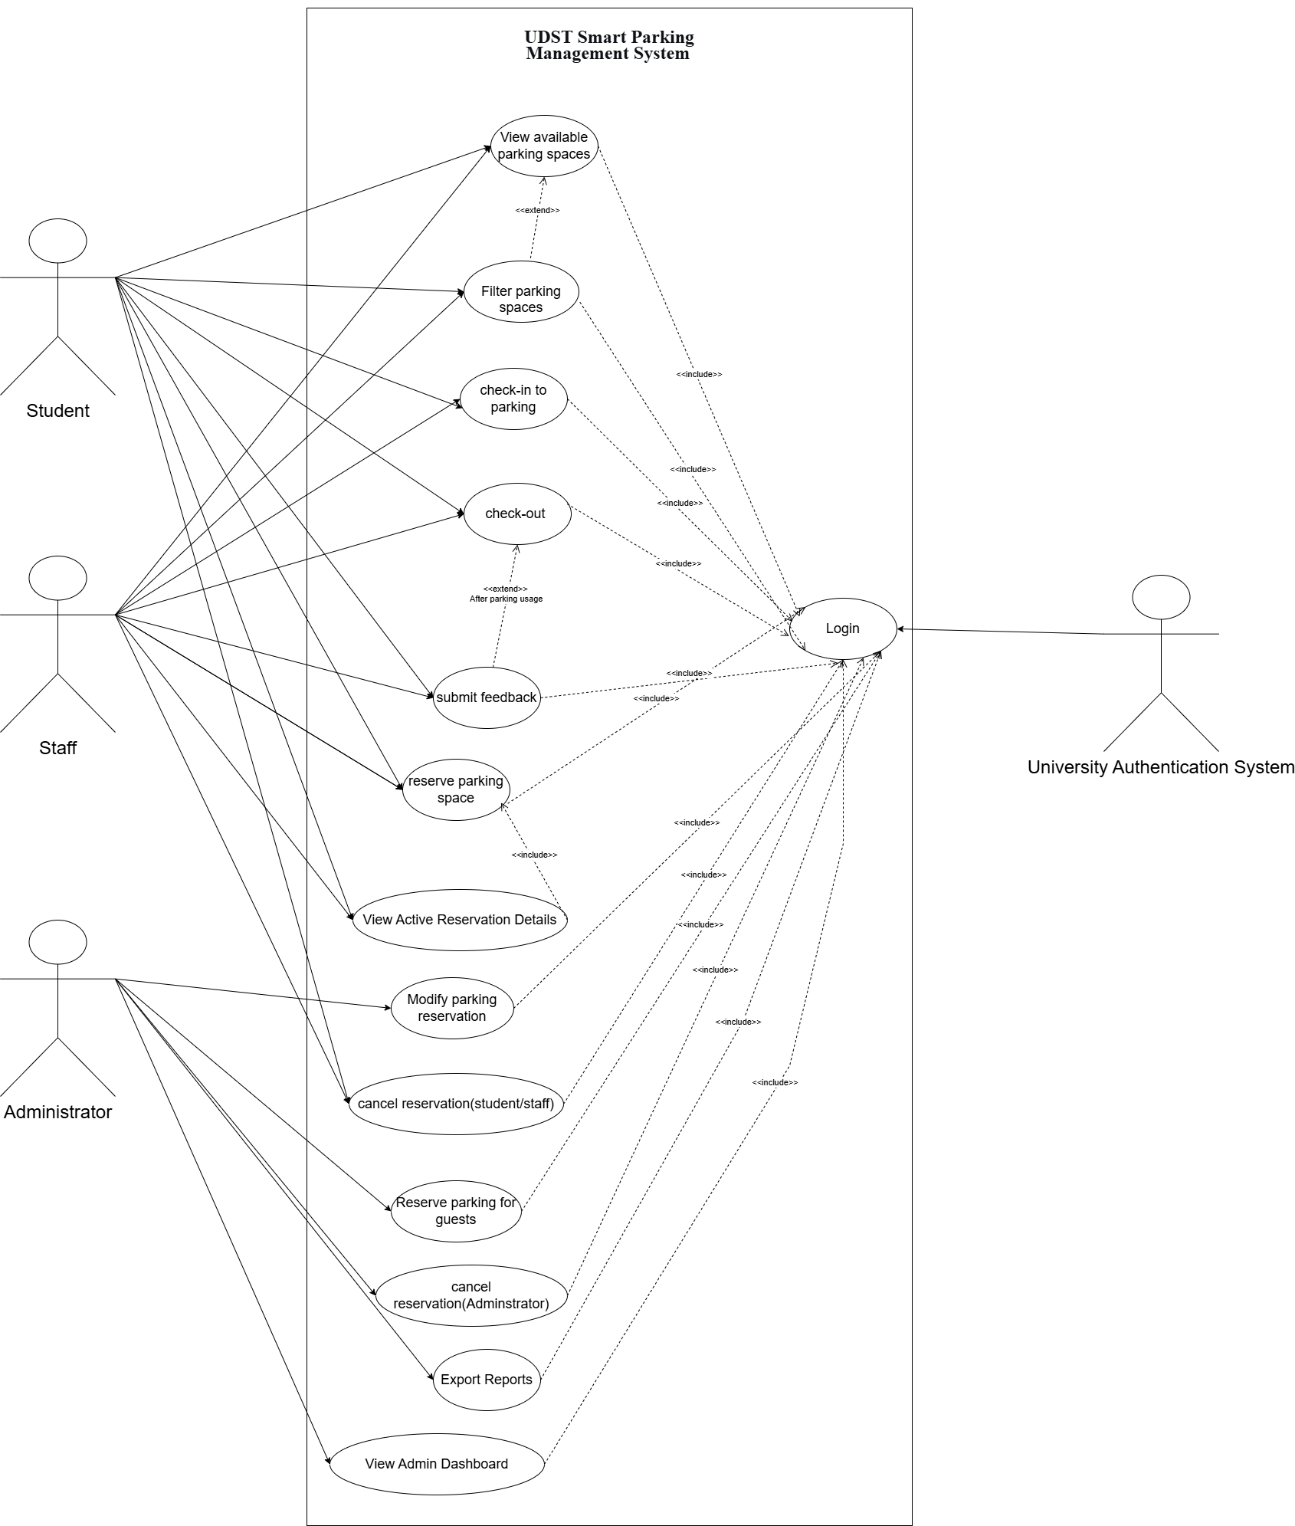 UDST Smart Parking
Management System
View available
parking spaces
<<extend>>
Filter parking
spaces
<<include>>
check-in to
parking
Student
<<include>>
<<include>>
check-out
<<include>>
<<extend>>
After parking usage
Login
<<include>>
submit feedback
<<include>>
Staff
University Authentication System
reserve parking
space
<<include>>
<<include>>
<<include>>
View Active Reservation Details
<<include>>
<<include>>
Modify parking
reservation
<<include>>
<<include>>
cancel reservation(student/staff)
Administrator
Reserve parking for
guests
cancel
reservation(Adminstrator)
Export Reports
View Admin Dashboard